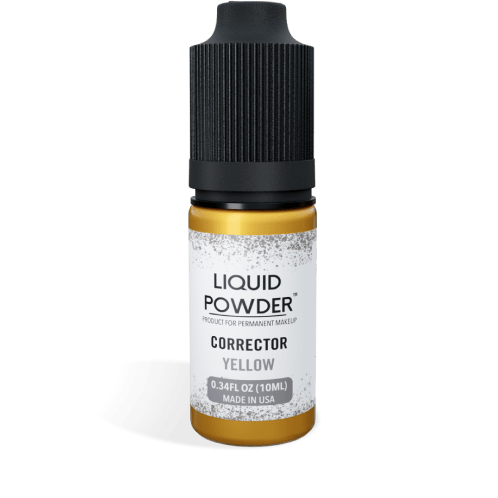 LIQUID
POWDER™
PRODUCT FOR PERMANENT MAKEUP
CORRECTOR
YELLOW
0.34FL OZ (10ML)
MADE IN USA